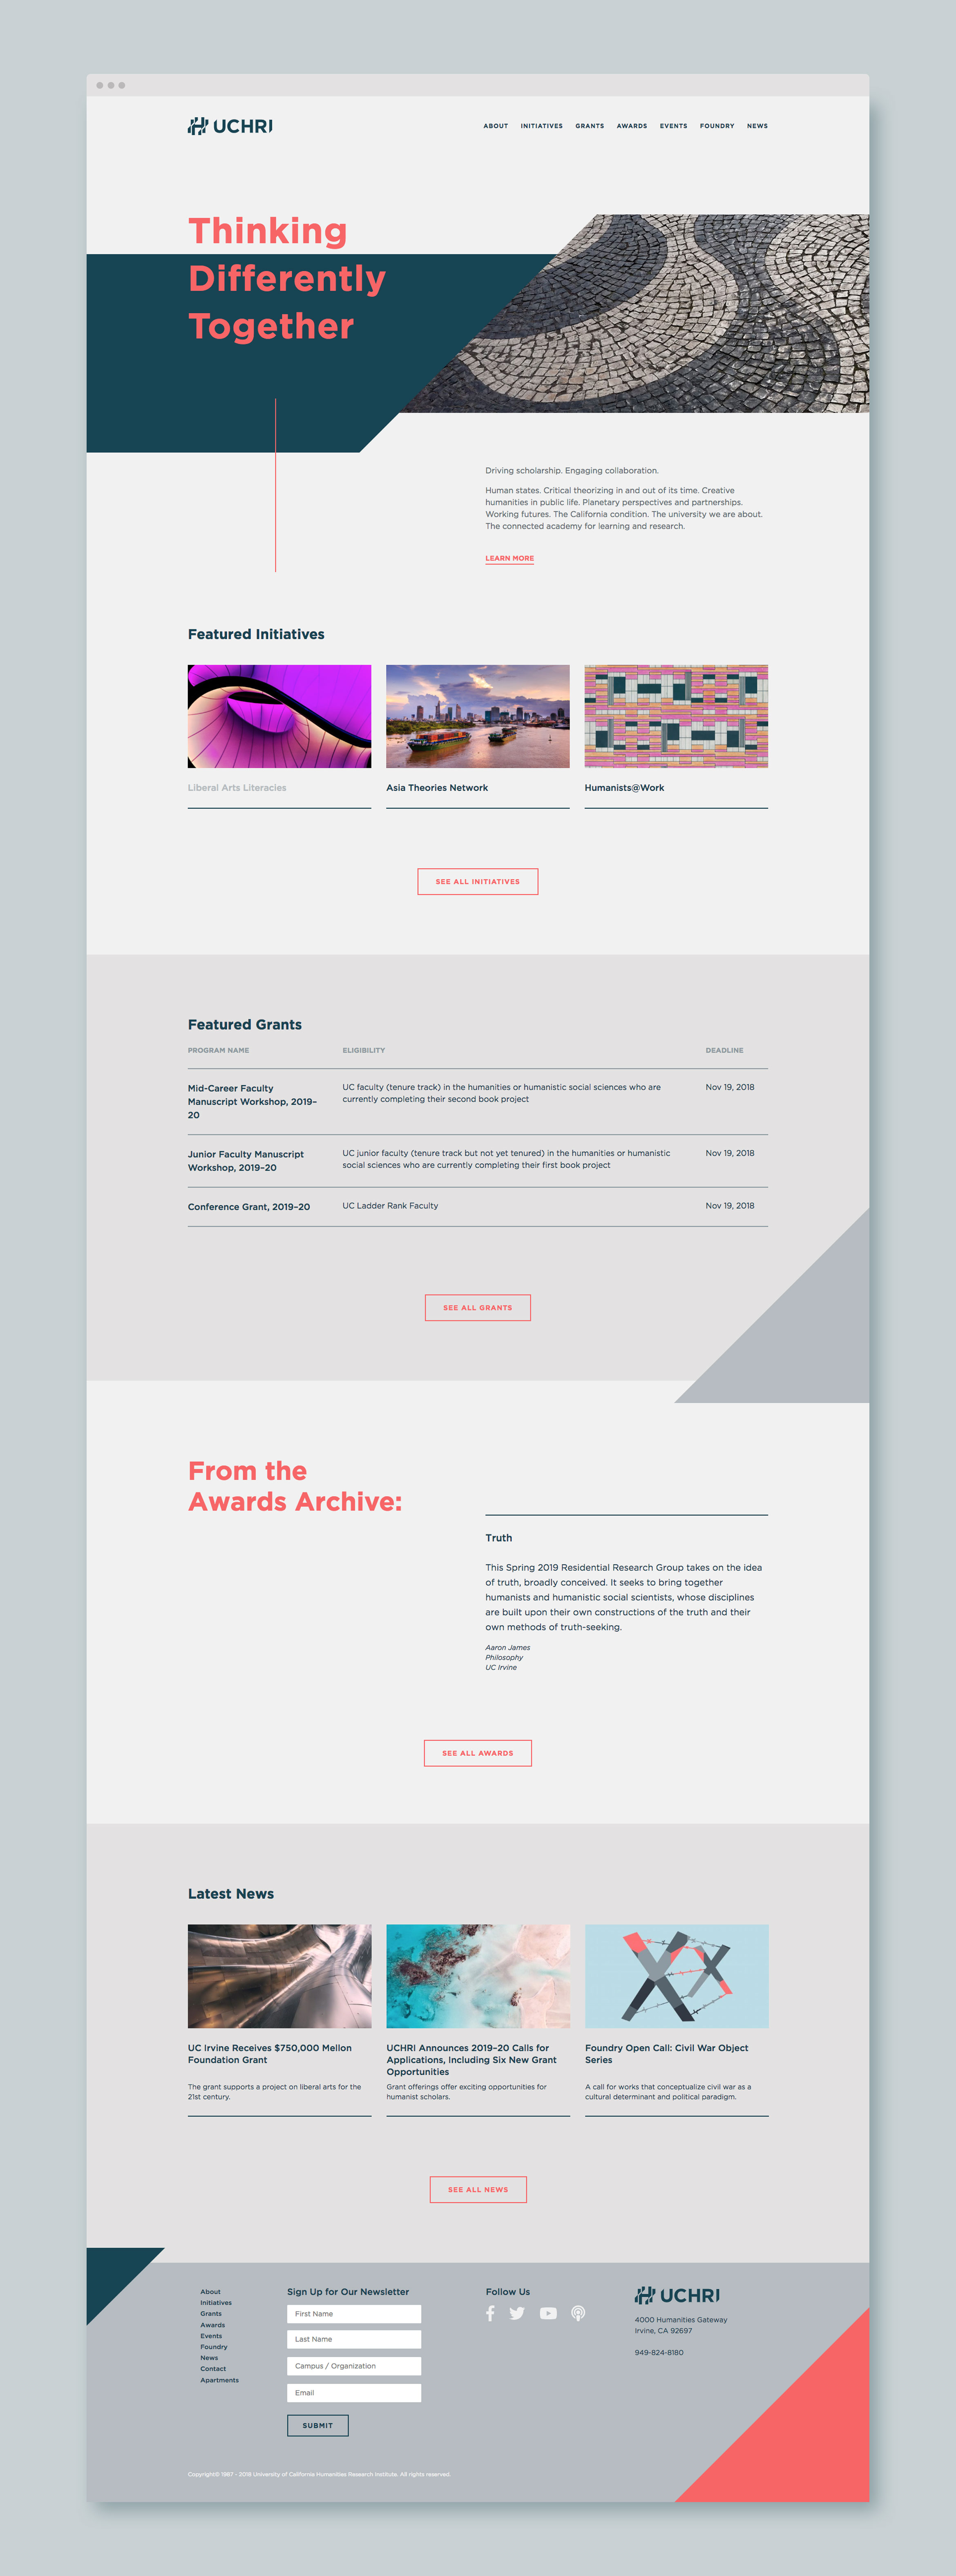 UCHRI
ABOUT INITIATIVES GRANTS AWARDS EVENTS FOUNDRY NEWS
Thinking
Differently
Together
Driving scholarship. Engaging collaboration.
Human states. Critical theorizing in and out of its time. Creative
humanities in public life. Planetary perspectives and partnerships.
Working futures. The California condition. The university we are about.
The connected academy for learning and research.
LEARN MORE
Featured Initiatives
Liberal Arts Literacies
Asia Theories Network
Humanists@Work
SEE ALL INITIATIVES
Featured Grants
PROGRAM NAME ELIGIBILITY DEADLINE
Mid-Career Faculty
Manuscript Workshop, 2019–
20
UC faculty (tenure track) in the humanities or humanistic social sciences who are
currently completing their second book project
Nov 19, 2018
Junior Faculty Manuscript
Workshop, 2019–20
UC junior faculty (tenure track but not yet tenured) in the humanities or humanistic
social sciences who are currently completing their first book project
Nov 19, 2018
Conference Grant, 2019–20
UC Ladder Rank Faculty
Nov 19, 2018
SEE ALL GRANTS
From the
Awards Archive:
Truth
This Spring 2019 Residential Research Group takes on the idea
of truth, broadly conceived. It seeks to bring together
humanists and humanistic social scientists, whose disciplines
are built upon their own constructions of the truth and their
own methods of truth-seeking.
Aaron James
Philosophy
UC Irvine
SEE ALL AWARDS
Latest News
UC Irvine Receives $750,000 Mellon
Foundation Grant
The grant supports a project on liberal arts for the
21st century.
UCHRI Announces 2019–20 Calls for
Applications, Including Six New Grant
Opportunities
Grant offerings offer exciting opportunities for
humanist scholars.
Foundry Open Call: Civil War Object
Series
A call for works that conceptualize civil war as a
cultural determinant and political paradigm.
SEE ALL NEWS
About
Initiatives
Grants
Awards
Events
Foundry
News
Contact
Apartments
Sign Up for Our Newsletter
First Name
Last Name
Campus / Organization
Email
SUBMIT
Follow Us
UCHRI
4000 Humanities Gateway
Irvine, CA 92697
949-824-8180
Copyright© 1987 - 2019 University of California Humanities Research Institute. All rights reserved.